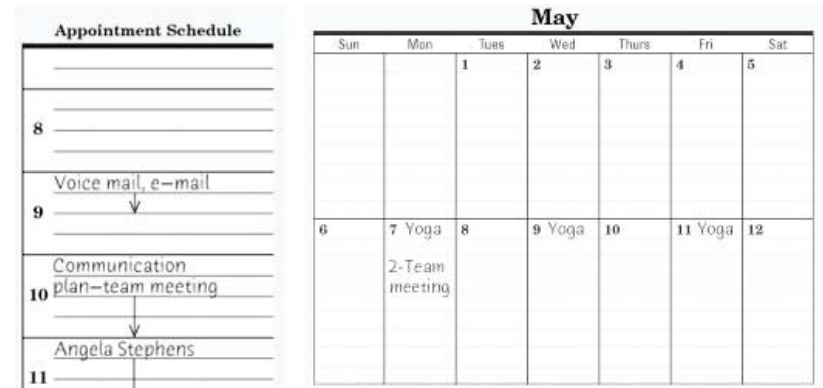 Appointment Schedule
8
Voice mail, e–mail
9
Communication
10 plan–team meeting
Angela Stephens
11
May
Sun Mon Tues Wed Thurs Fri Sat
1 2 3 4 5
6 7 Yoga 8 9 Yoga 10 11 Yoga 12
2-Team
meeting